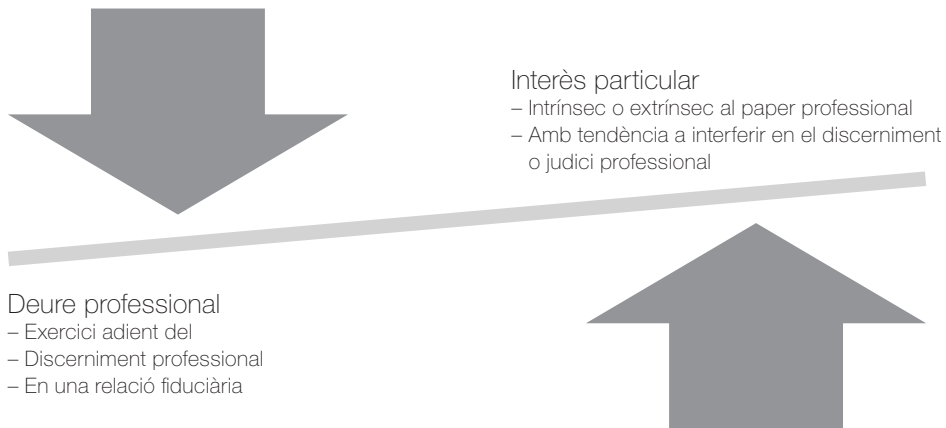 Interès particular
– Intrínsec o extrínsec al paper professional
– Amb tendència a interferir en el discerniment
o judici professional
Deure professional
– Exercici adient del
– Discerniment professional
– En una relació fiduciària